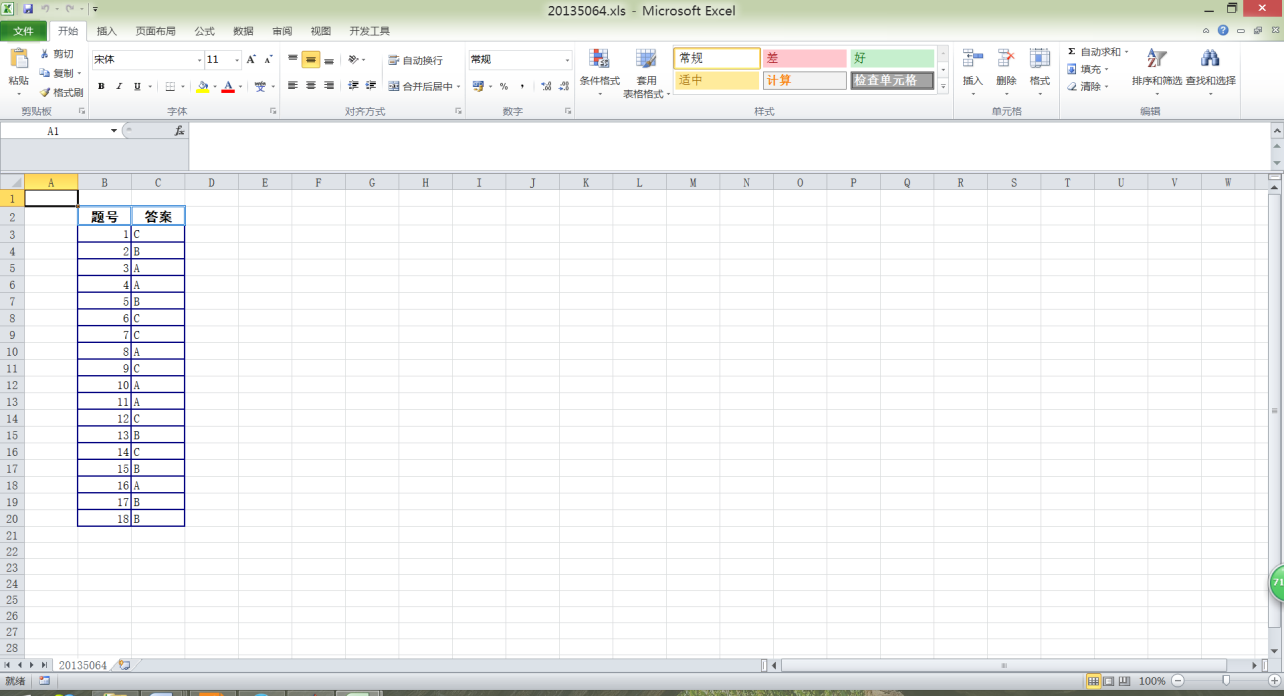 20135064.xls - Microsoft Excel
文件 开始 插入 页面布局 公式 数据 审阅 视图 开发工具
粘贴 剪切 复制 格式刷 剪贴板
宋体 11 B I U 字体
自动换行 合并后居中 对齐方式
常规 % 数字
条件格式 套用 表格格式
常规 差 好
适中 计算 检查单元格
样式
插入 删除 格式 单元格
Σ 自动求和 填充 清除 排序和筛选 查找和选择 编辑
A1 fx
A B C D E F G H I J K L M N O P Q R S T U V W
1
2 题号 答案
3 1 C
4 2 B
5 3 A
6 4 A
7 5 B
8 6 C
9 7 C
10 8 A
11 9 C
12 10 A
13 11 A
14 12 C
15 13 B
16 14 C
17 15 B
18 16 A
19 17 B
20 18 B
21
22
23
24
25
26
27
28
71
20135064
就绪 100%